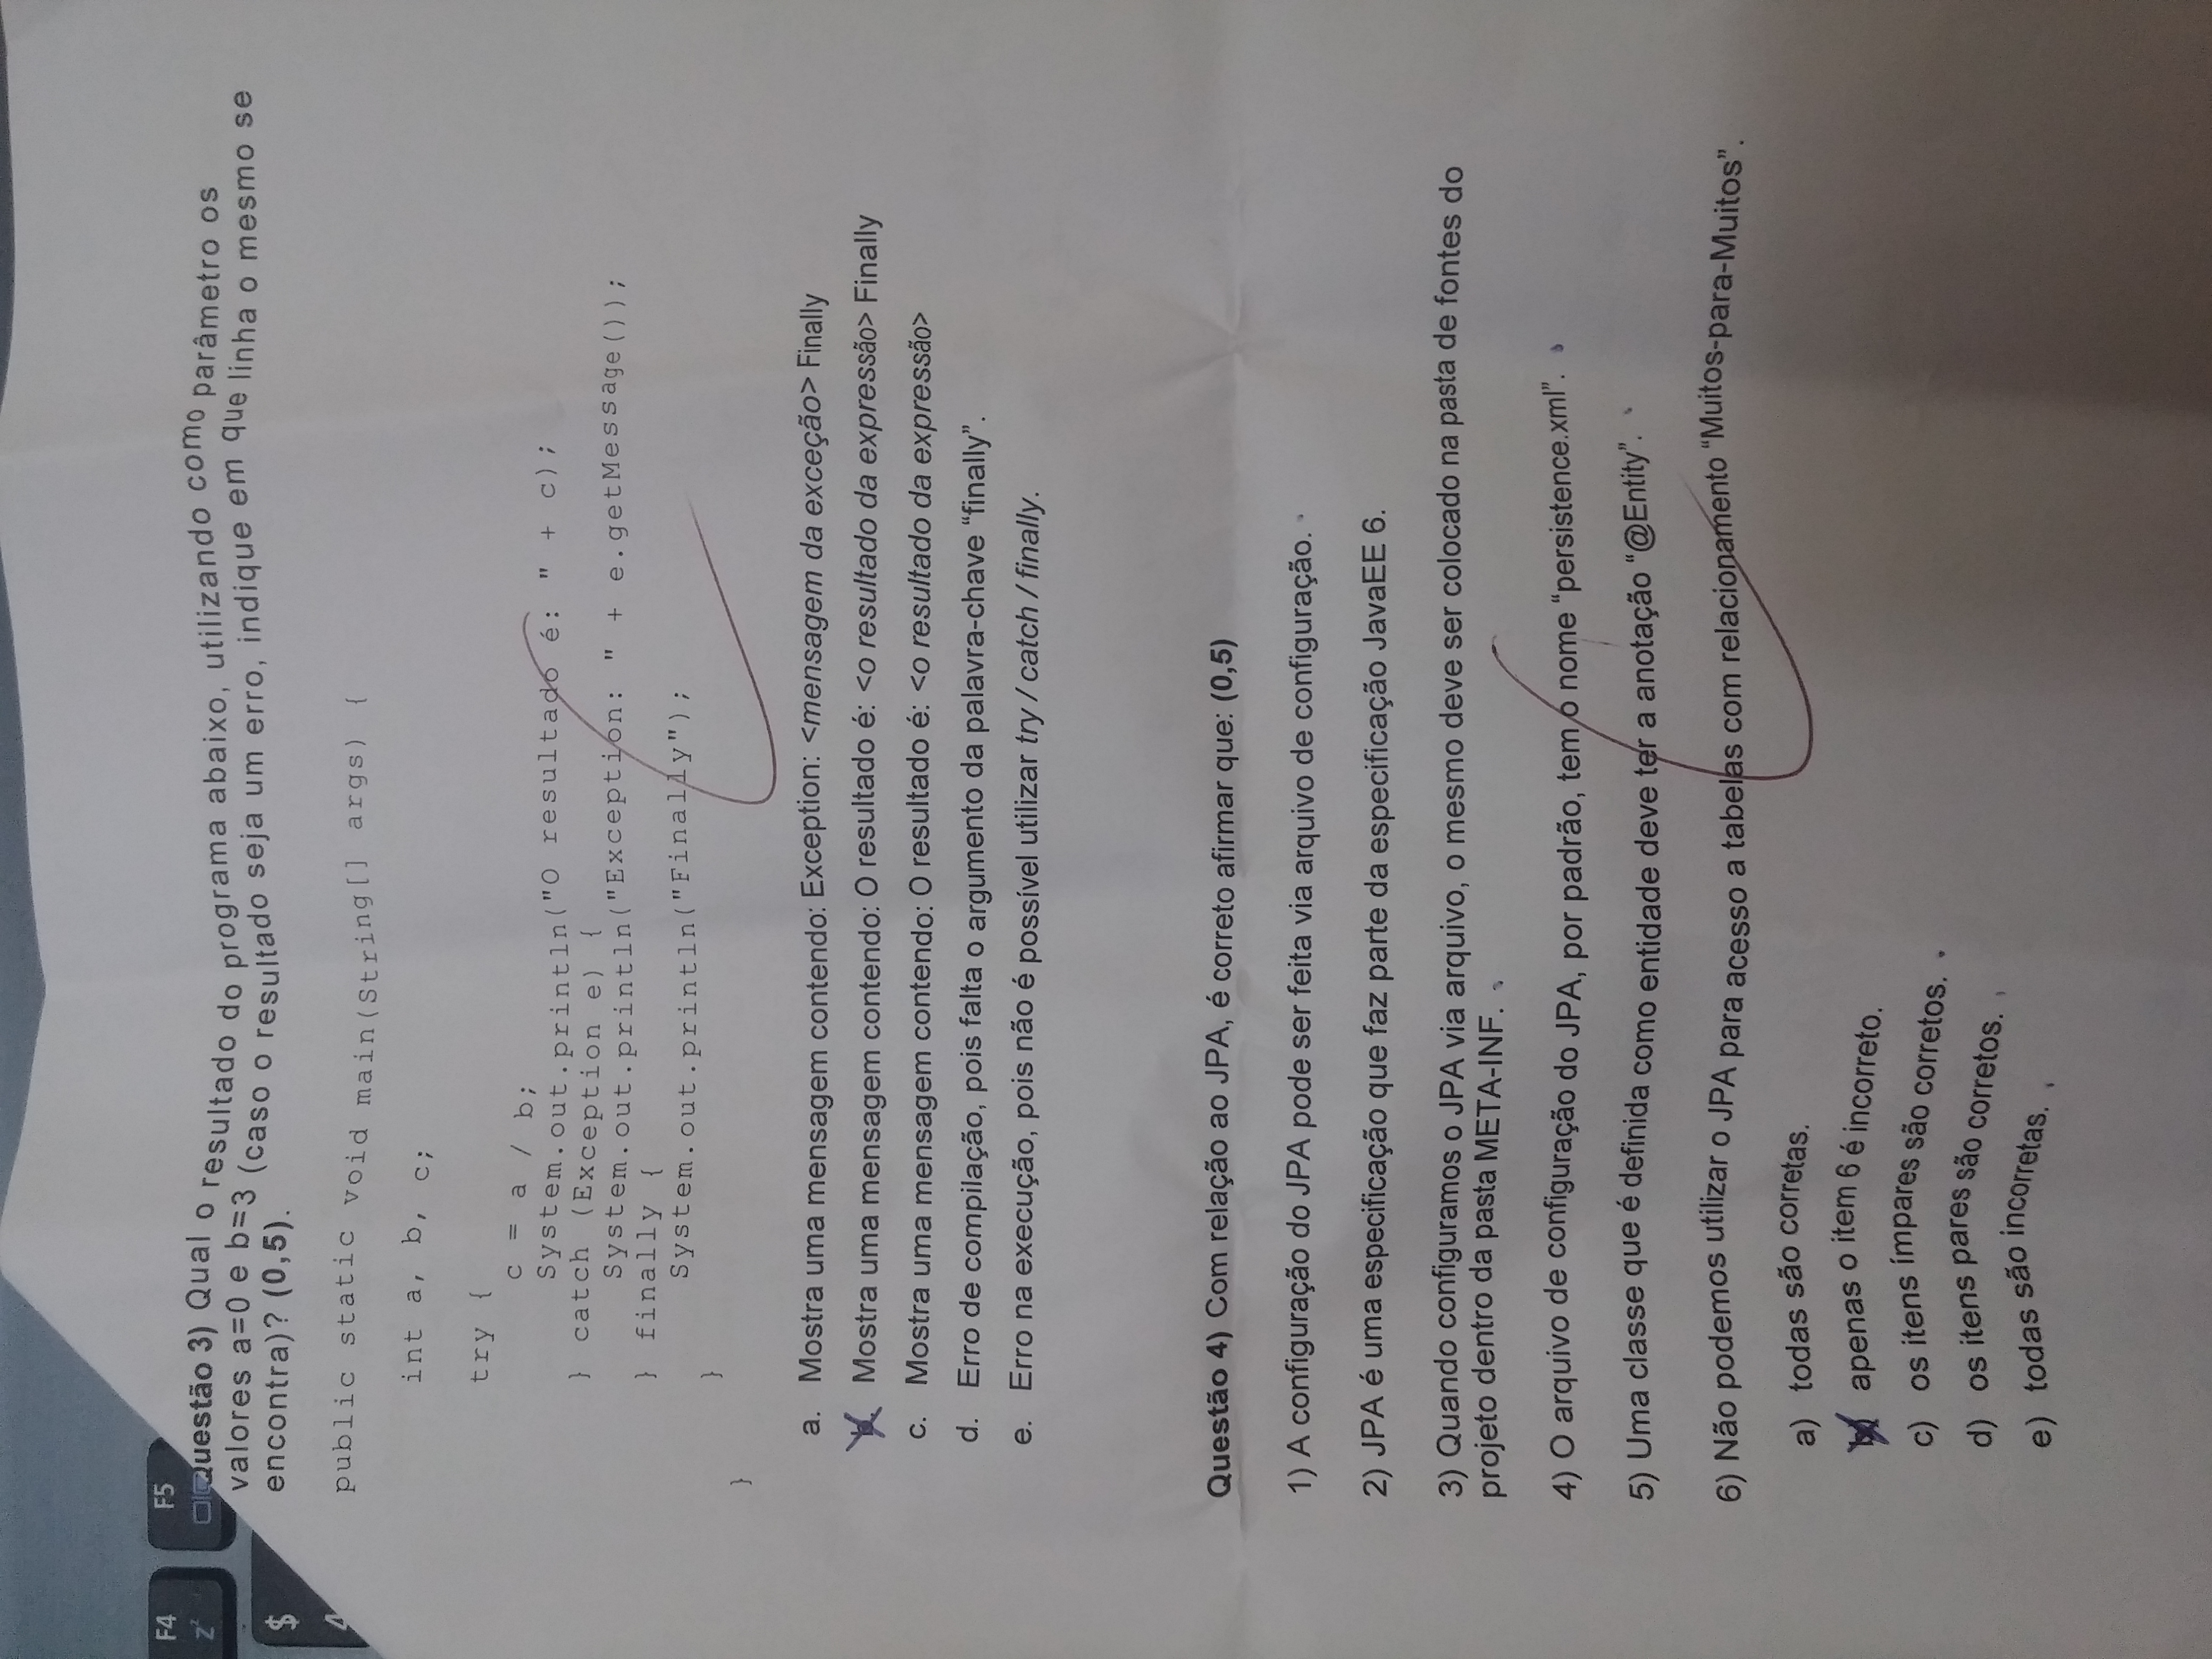 F4
F5
z
$
4
Questão 3) Qual o resultado do programa abaixo, utilizando como parâmetro os
valores a=0 e b=3 (caso o resultado seja um erro, indique em que linha o mesmo se
encontra)? (0,5).
public static void main(String[] args) {
int a, b, c;
try {
c = a / b;
System.out.println("O resultado é: " + c);
} catch (Exception e) {
System.out.println("Exception: " + e.getMessage());
} finally {
System.out.println("Finally");
}
}
a. Mostra uma mensagem contendo: Exception: <mensagem da exceção> Finally
Mostra uma mensagem contendo: O resultado é: <o resultado da expressão> Finally
c. Mostra uma mensagem contendo: O resultado é: <o resultado da expressão>
d. Erro de compilação, pois falta o argumento da palavra-chave “finally”.
e. Erro na execução, pois não é possível utilizar try / catch / finally.
Questão 4) Com relação ao JPA, é correto afirmar que: (0,5)
1) A configuração do JPA pode ser feita via arquivo de configuração.
2) JPA é uma especificação que faz parte da especificação JavaEE 6.
3) Quando configuramos o JPA via arquivo, o mesmo deve ser colocado na pasta de fontes do
projeto dentro da pasta META-INF.
4) O arquivo de configuração do JPA, por padrão, tem o nome “persistence.xml”.
5) Uma classe que é definida como entidade deve ter a anotação “@Entity”.
6) Não podemos utilizar o JPA para acesso a tabelas com relacionamento “Muitos-para-Muitos”.
a) todas são corretas.
b) apenas o item 6 é incorreto.
c) os itens ímpares são corretos.
d) os itens pares são corretos.
e) todas são incorretas.